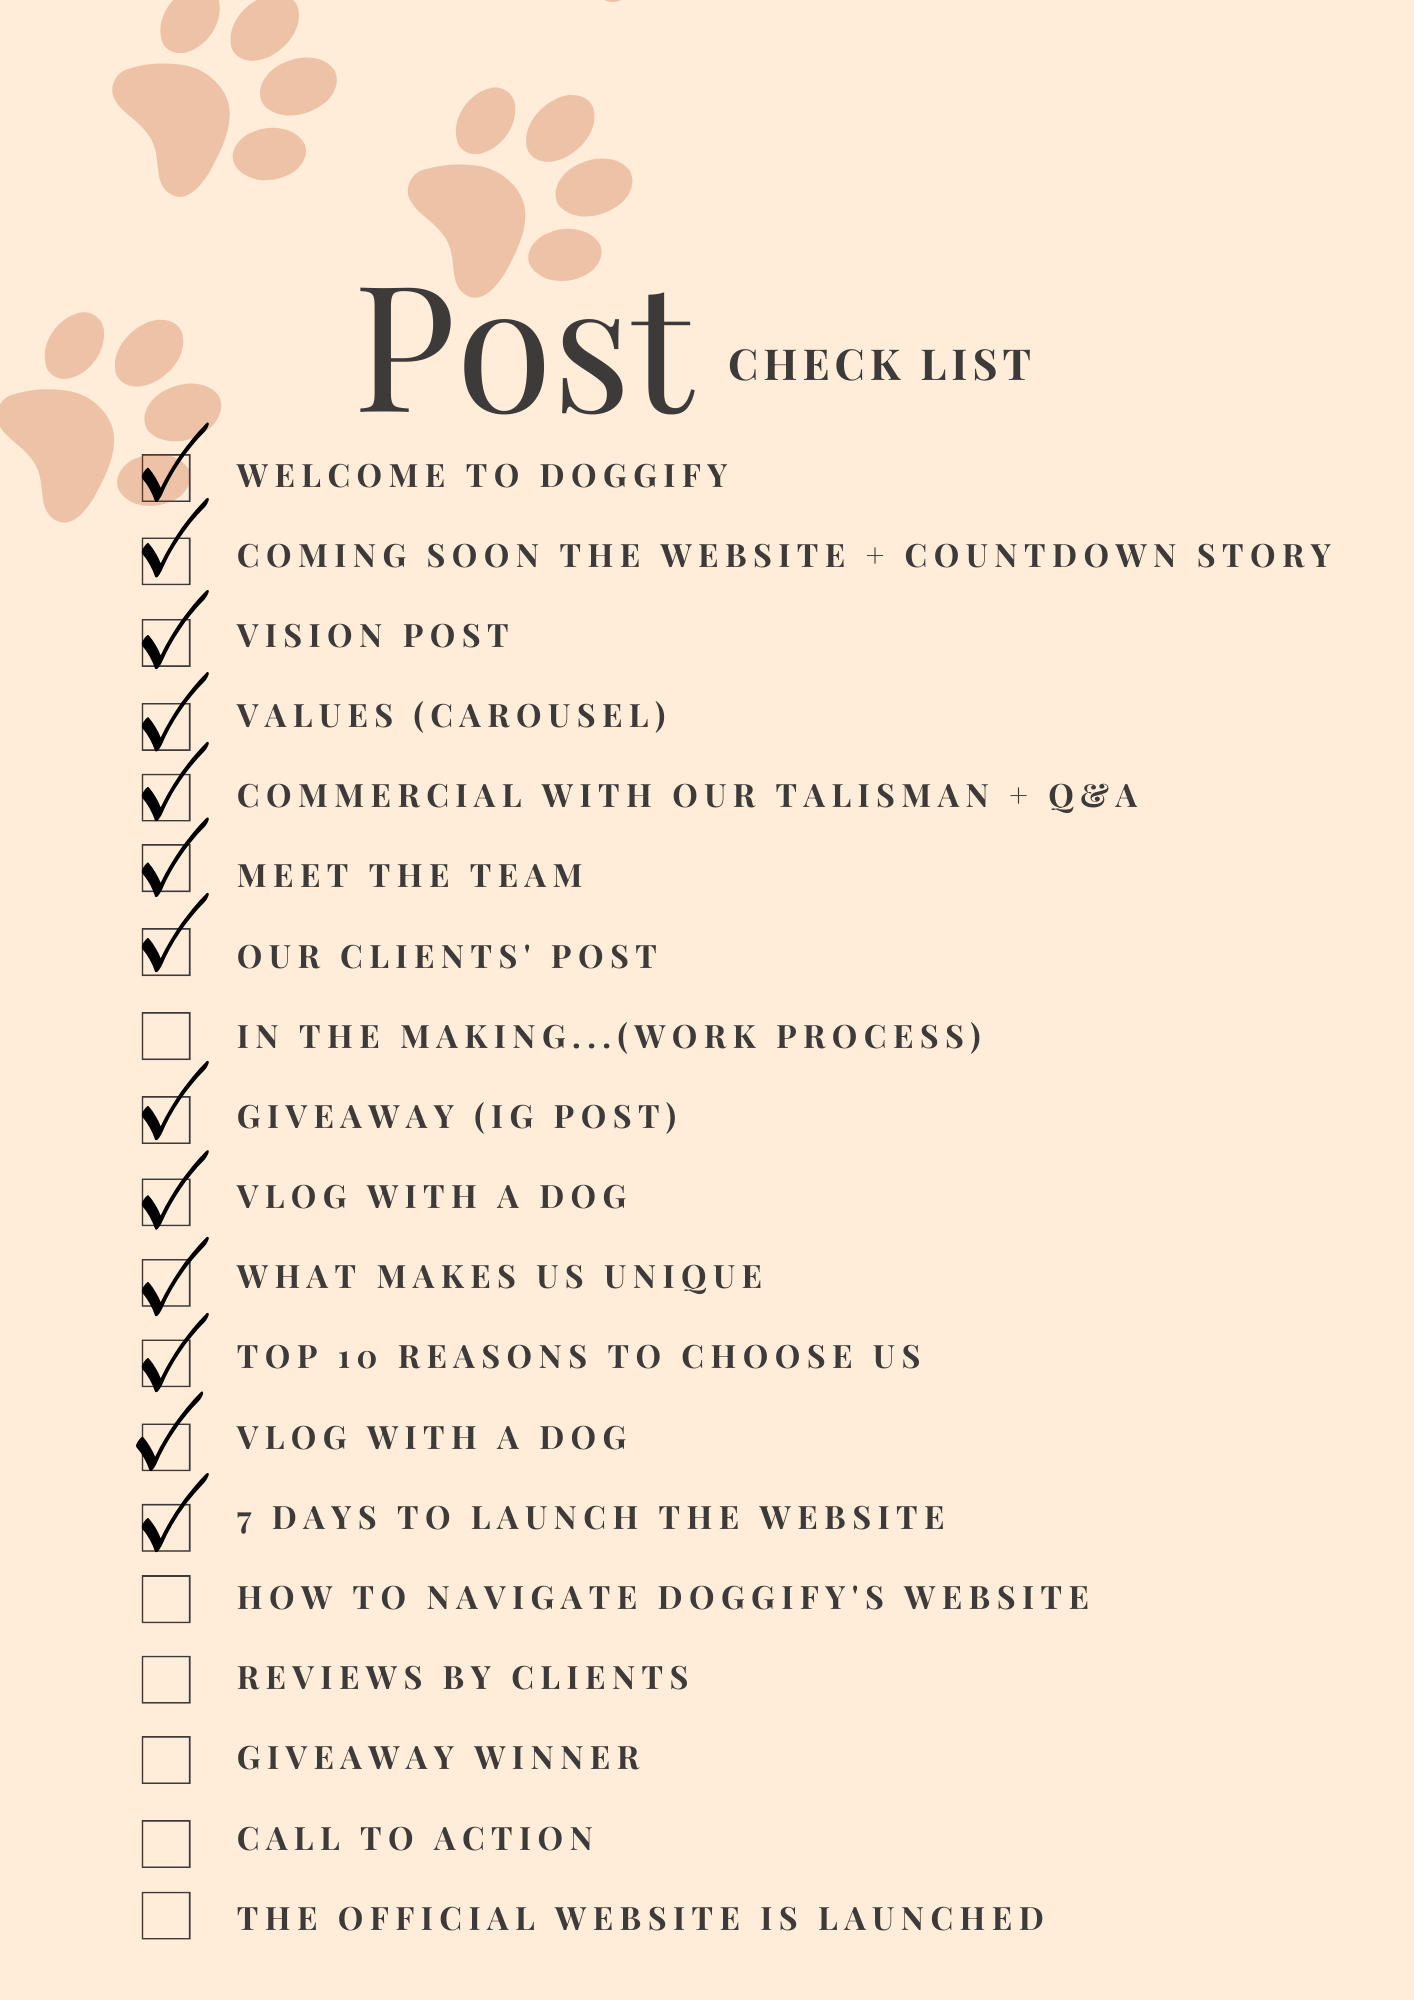 Post CHECK LIST
WELCOME TO DOGGIFY
COMING SOON THE WEBSITE + COUNTDOWN STORY
VISION POST
VALUES (CAROUSEL)
COMMERCIAL WITH OUR TALISMAN + Q&A
MEET THE TEAM
OUR CLIENTS' POST
IN THE MAKING...(WORK PROCESS)
GIVEAWAY (IG POST)
VLOG WITH A DOG
WHAT MAKES US UNIQUE
TOP 10 REASONS TO CHOOSE US
VLOG WITH A DOG
7 DAYS TO LAUNCH THE WEBSITE
HOW TO NAVIGATE DOGGIFY'S WEBSITE
REVIEWS BY CLIENTS
GIVEAWAY WINNER
CALL TO ACTION
THE OFFICIAL WEBSITE IS LAUNCHED